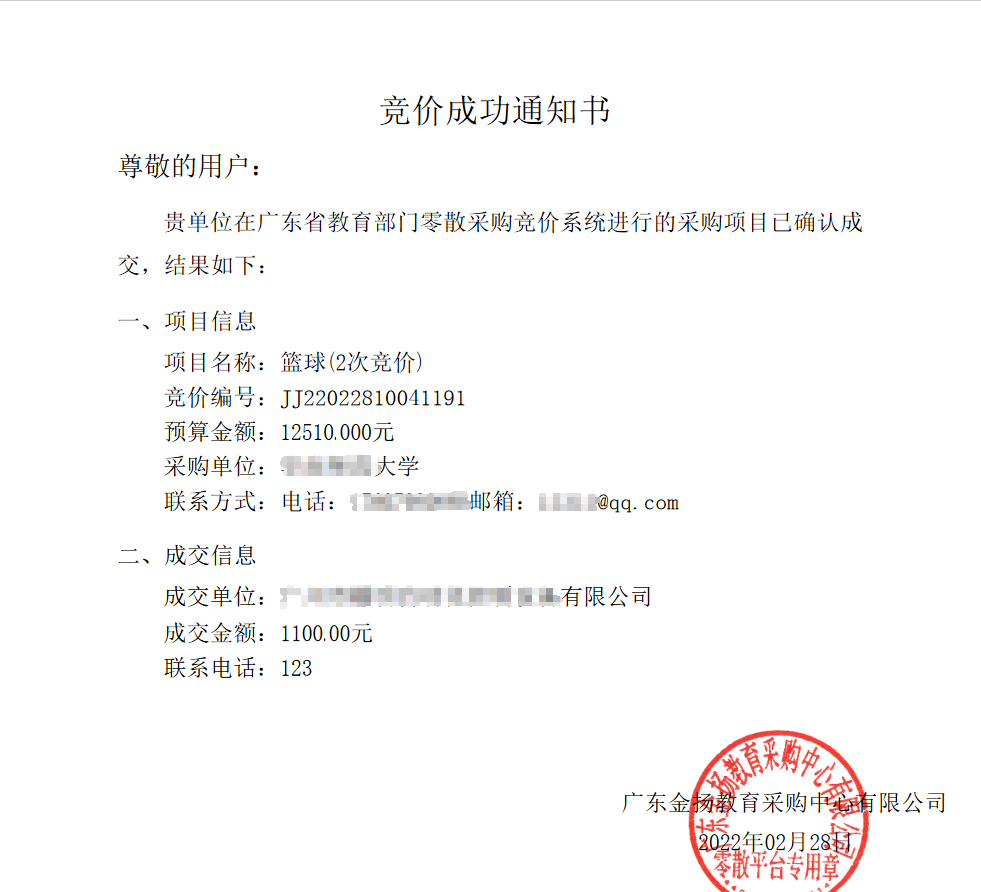 竞价成功通知书
尊敬的用户：
贵单位在广东省教育部门零散采购竞价系统进行的采购项目已确认成
交，结果如下：
一、项目信息
项目名称：篮球(2次竞价)
竞价编号：JJ22022810041191
预算金额：12510.000元
采购单位：大学
联系方式：电话：邮箱：@qq.com
二、成交信息
成交单位：有限公司
成交金额：1100.00元
联系电话：123
广东金扬教育采购中心有限公司
2022年02月28日
广东金扬教育采购中心有限公司
零散平台专用章